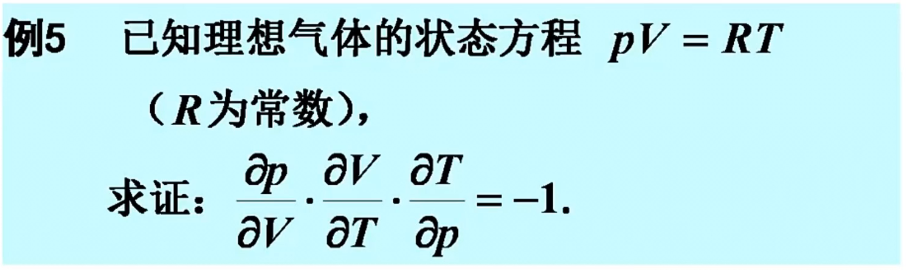 例5 已知理想气体的状态方程 pV = RT
（R为常数），
求证：∂p/∂V · ∂V/∂T · ∂T/∂p = −1.